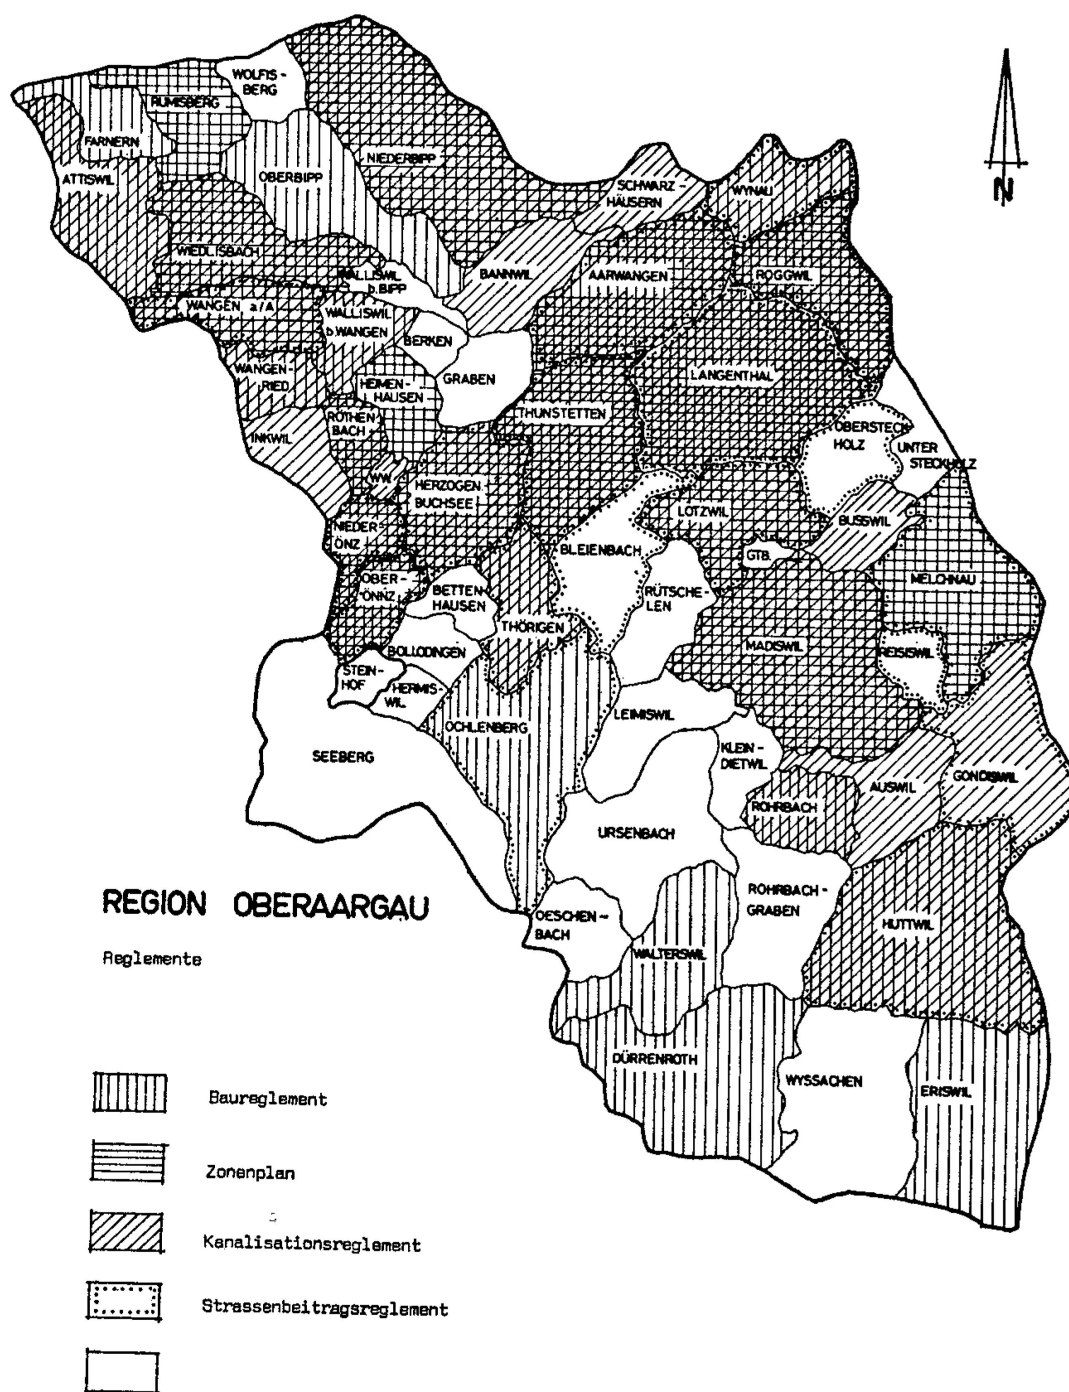 WOLFIS-
BERG
RUMISBERG
FARNERN
NIEDERBIPP
ATTISWIL
OBERBIPP
SCHWARZ-
HÄUSERN
WYNAU
N
WIEDLISBACH
WALLISWIL
b.BIPP
BANNWIL
AARWANGEN
ROGGWIL
WANGEN a/A
WALLISWIL
b.WANGEN
BERKEN
WANGEN-
RIED
HEIMEN-
HAUSEN
GRABEN
LANGENTHAL
THUNSTETTEN
RÖTHEN
BACH
INKWIL
OBERSTECK
HOLZ
UNTER
STECKHOLZ
WW.
HERZOGEN
BUCHSEE
LOTZWIL
BUSSWIL
NIEDER-
ÖNZ
BLEIENBACH
GTB.
MELCHNAU
OBER-
ÖNNZ
BETTEN
HAUSEN
RÜTSCHE-
LEN
THÖRIGEN
MADISWIL
REISISWIL
BOLLODINGEN
STEIN-
HOF
HERMIS-
WIL
OCHLENBERG
LEIMISWIL
SEEBERG
KLEIN-
DIETWIL
AUSWIL
GONDISWIL
ROHRBACH
URSENBACH
REGION OBERAARGAU
ROHRBACH-
GRABEN
OESCHEN-
BACH
HUTTWIL
WALTERSWIL
Reglemente
DÜRRENROTH
WYSSACHEN
ERISWIL
Baureglement
Zonenplan
Kanalisationsreglement
Strassenbeitragsreglement